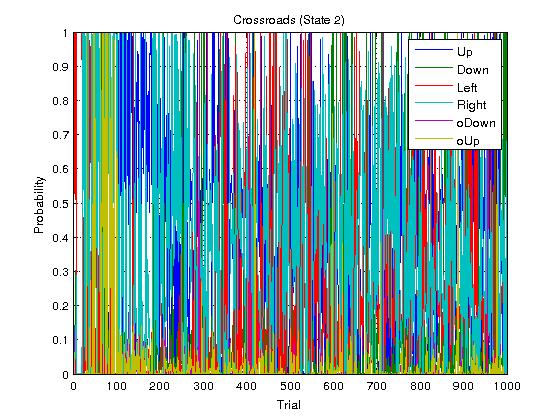 Crossroads (State 2)
1
0.9
0.8
0.7
0.6
0.5
0.4
0.3
0.2
0.1
0
Probability
Up
Down
Left
Right
oDown
oUp
0 100 200 300 400 500 600 700 800 900 1000
Trial